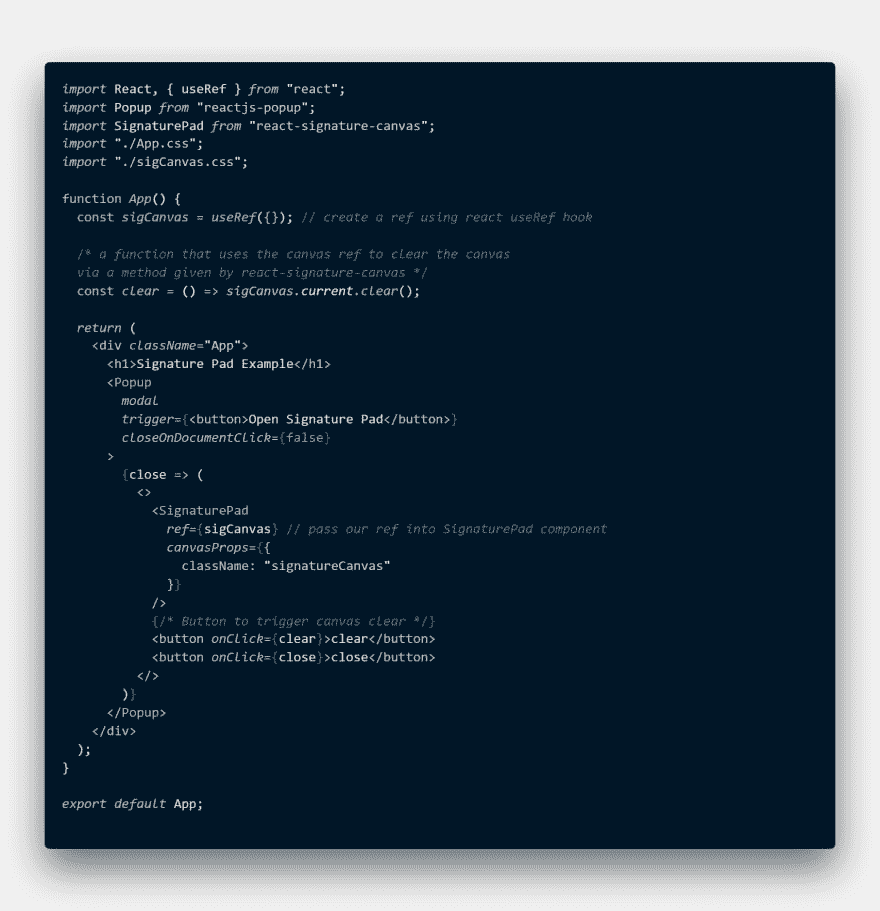 import React, { useRef } from "react";
import Popup from "reactjs-popup";
import SignaturePad from "react-signature-canvas";
import "./App.css";
import "./sigCanvas.css";

function App() {
  const sigCanvas = useRef({}); // create a ref using react useRef hook

  /* a function that uses the canvas ref to clear the canvas
  via a method given by react-signature-canvas */
  const clear = () => sigCanvas.current.clear();

  return (
    <div className="App">
      <h1>Signature Pad Example</h1>
      <Popup
        modal
        trigger={<button>Open Signature Pad</button>}
        closeOnDocumentClick={false}
      >
        {close => (
          <>
            <SignaturePad
              ref={sigCanvas} // pass our ref into SignaturePad component
              canvasProps={{
                className: "signatureCanvas"
              }}
            />
            {/* Button to trigger canvas clear */}
            <button onClick={clear}>clear</button>
            <button onClick={close}>close</button>
          </>
        )}
      </Popup>
    </div>
  );
}

export default App;